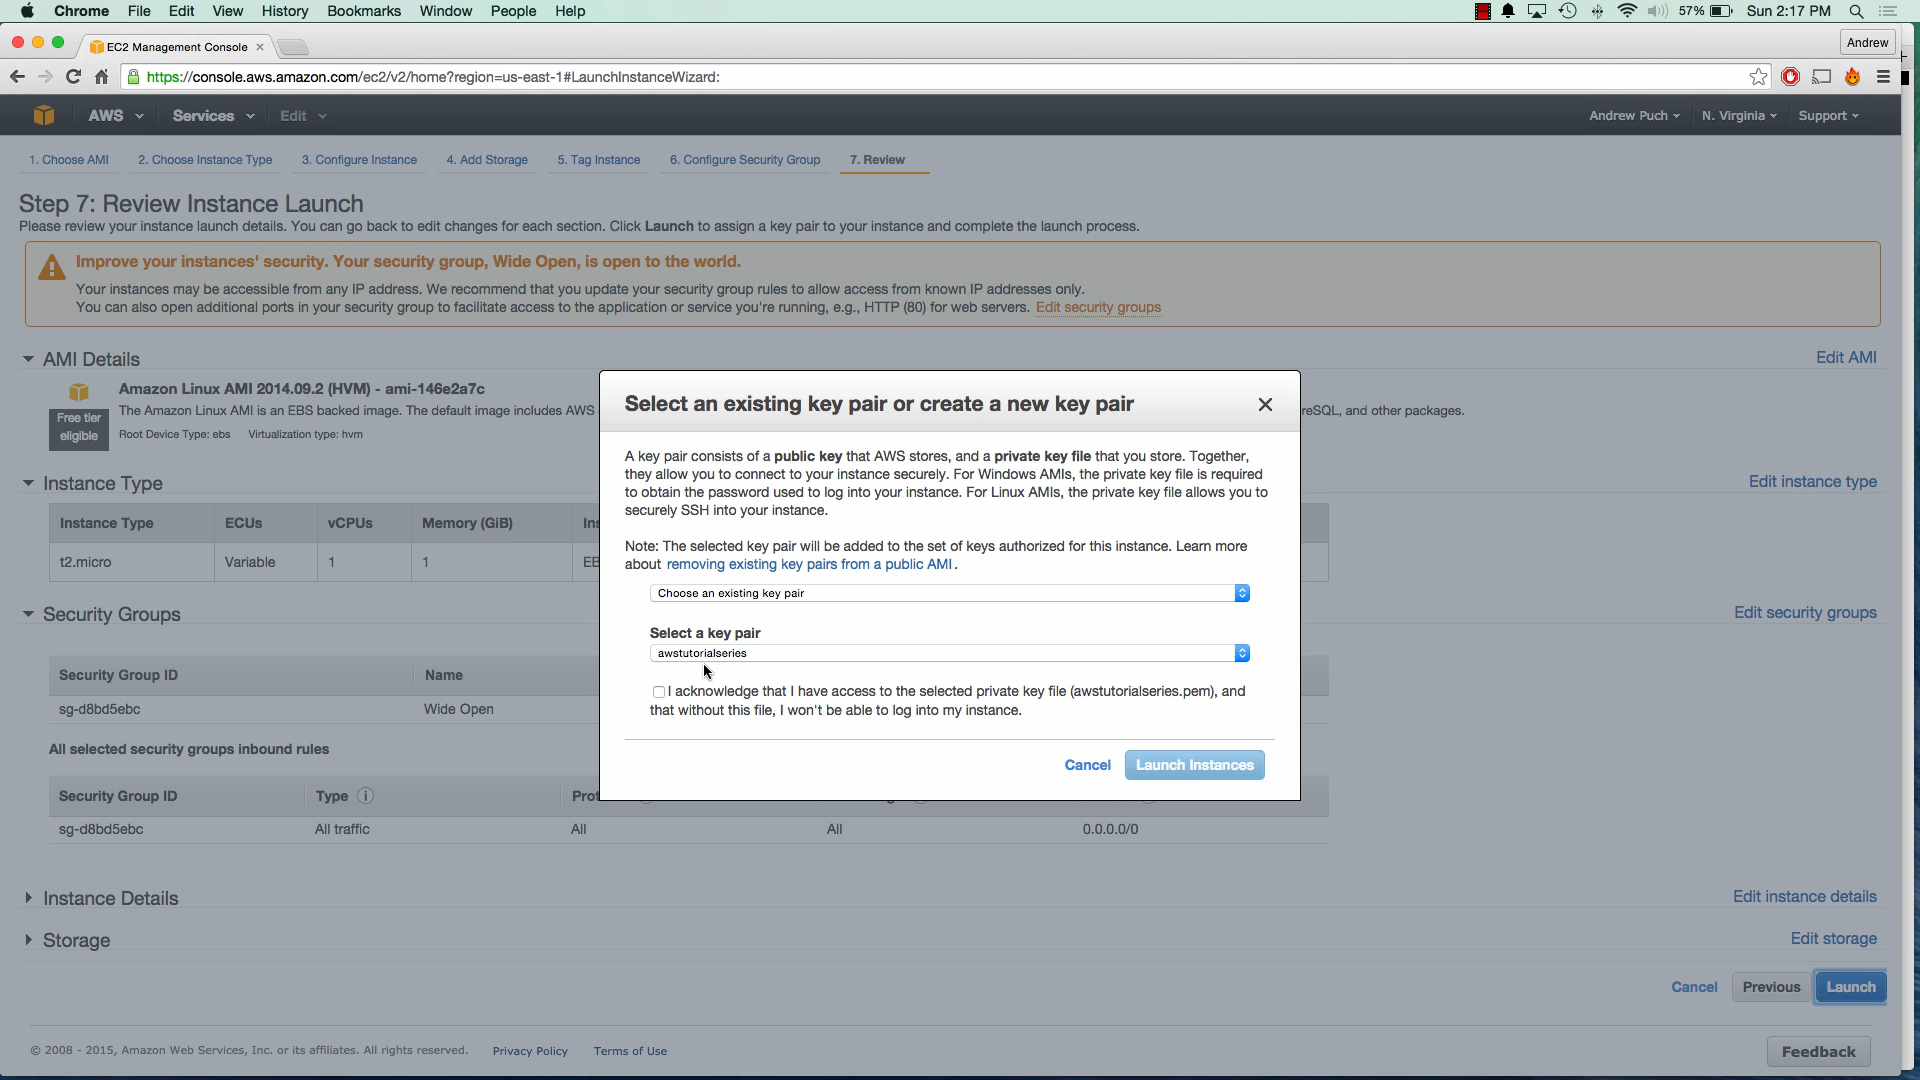 Chrome File Edit View History Bookmarks Window People Help 57% Sun 2:17 PM
EC2 Management Console Andrew
https://console.aws.amazon.com/ec2/v2/home?region=us-east-1#LaunchInstanceWizard:
AWS Services Edit Andrew Puch N. Virginia Support
1. Choose AMI 2. Choose Instance Type 3. Configure Instance 4. Add Storage 5. Tag Instance 6. Configure Security Group 7. Review
Step 7: Review Instance Launch
Please review your instance launch details. You can go back to edit changes for each section. Click Launch to assign a key pair to your instance and complete the launch process.
Improve your instances' security. Your security group, Wide Open, is open to the world.
Your instances may be accessible from any IP address. We recommend that you update your security group rules to allow access from known IP addresses only.
You can also open additional ports in your security group to facilitate access to the application or service you're running, e.g., HTTP (80) for web servers. Edit security groups
AMI Details Edit AMI
Amazon Linux AMI 2014.09.2 (HVM) - ami-146e2a7c
Free tier eligible
The Amazon Linux AMI is an EBS backed image. The default image includes AWS reSQL, and other packages.
Root Device Type: ebs Virtualization type: hvm
Instance Type Edit instance type
Instance Type ECUs vCPUs Memory (GiB) Ins
t2.micro Variable 1 1 EB
Security Groups Edit security groups
Security Group ID Name
sg-d8bd5ebc Wide Open
All selected security groups inbound rules
Security Group ID Type Prot
sg-d8bd5ebc All traffic All All 0.0.0.0/0
Instance Details Edit instance details
Storage Edit storage
Cancel Previous Launch
© 2008 - 2015, Amazon Web Services, Inc. or its affiliates. All rights reserved. Privacy Policy Terms of Use Feedback
Select an existing key pair or create a new key pair
A key pair consists of a public key that AWS stores, and a private key file that you store. Together,
they allow you to connect to your instance securely. For Windows AMIs, the private key file is required
to obtain the password used to log into your instance. For Linux AMIs, the private key file allows you to
securely SSH into your instance.
Note: The selected key pair will be added to the set of keys authorized for this instance. Learn more
about removing existing key pairs from a public AMI.
Choose an existing key pair
Select a key pair
awstutorialseries
I acknowledge that I have access to the selected private key file (awstutorialseries.pem), and
that without this file, I won't be able to log into my instance.
Cancel Launch Instances